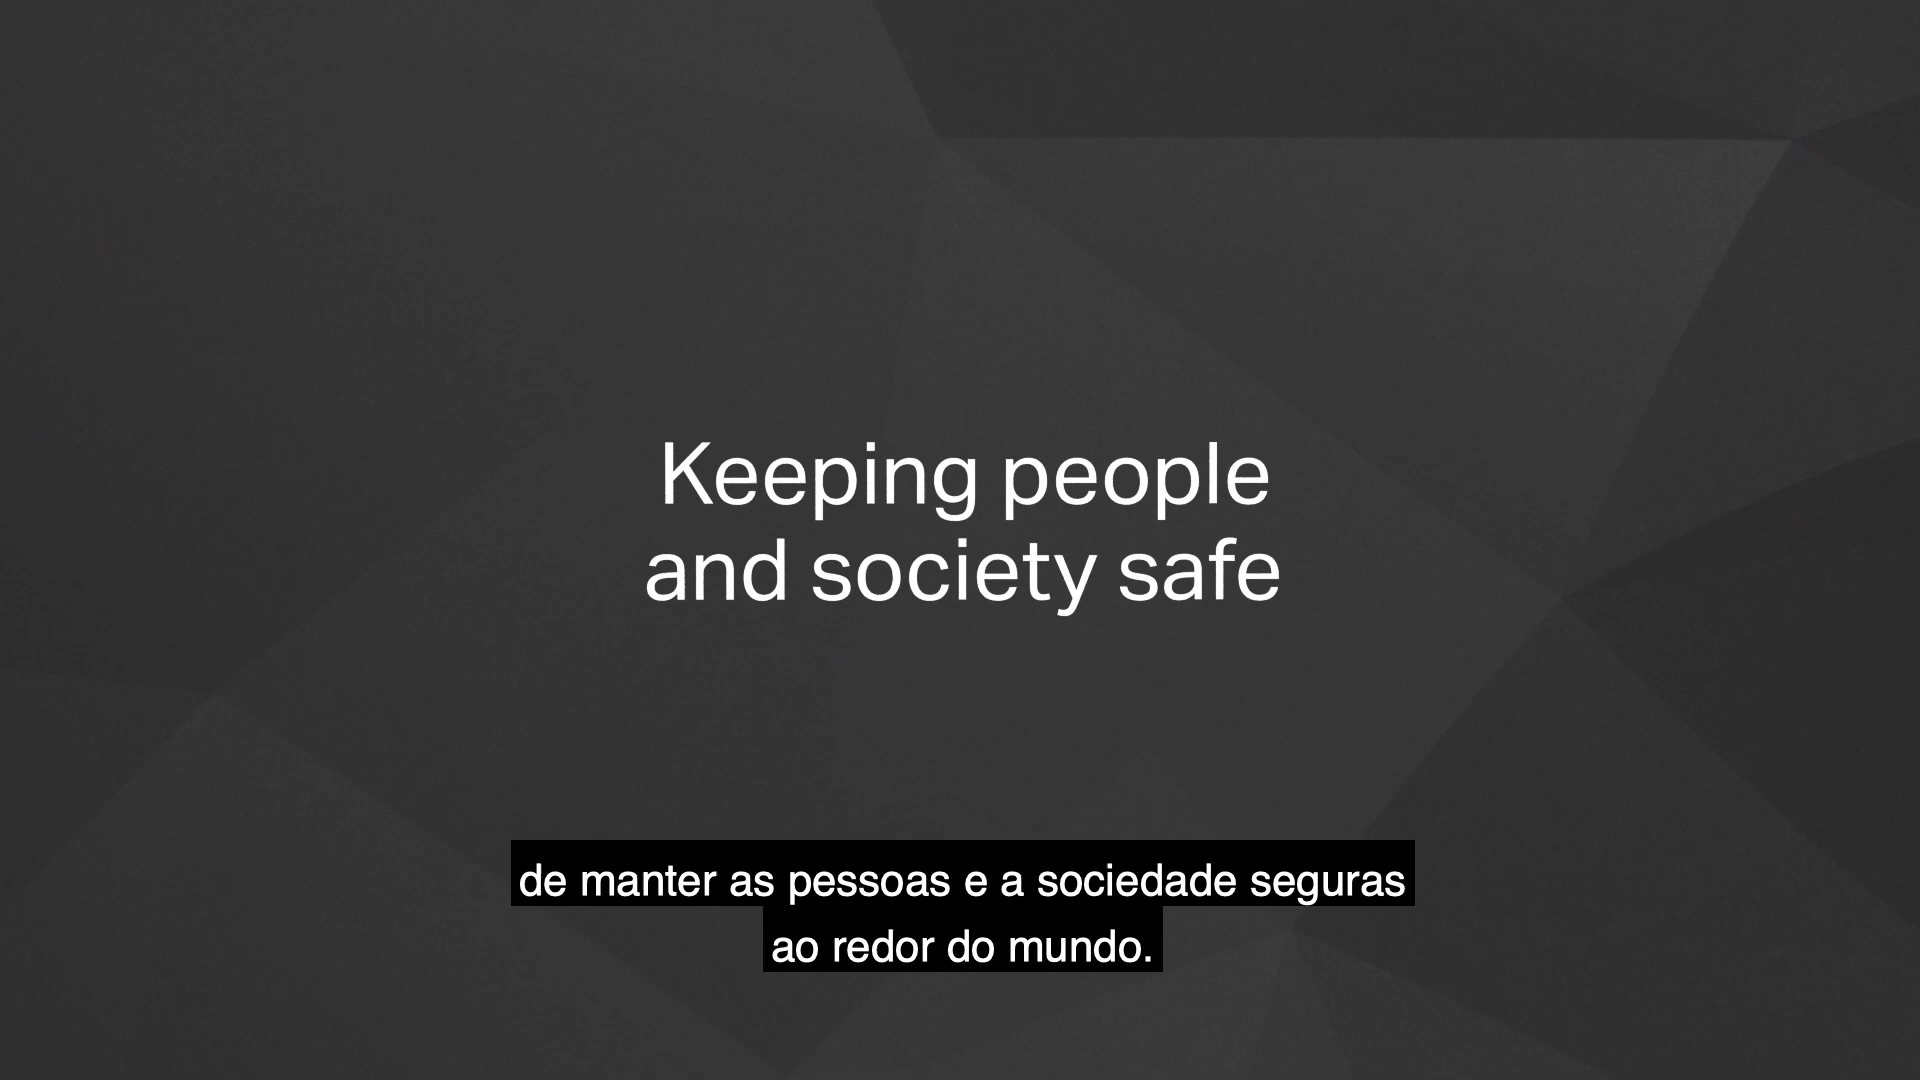 Keeping people
and society safe
de manter as pessoas e a sociedade seguras
ao redor do mundo.